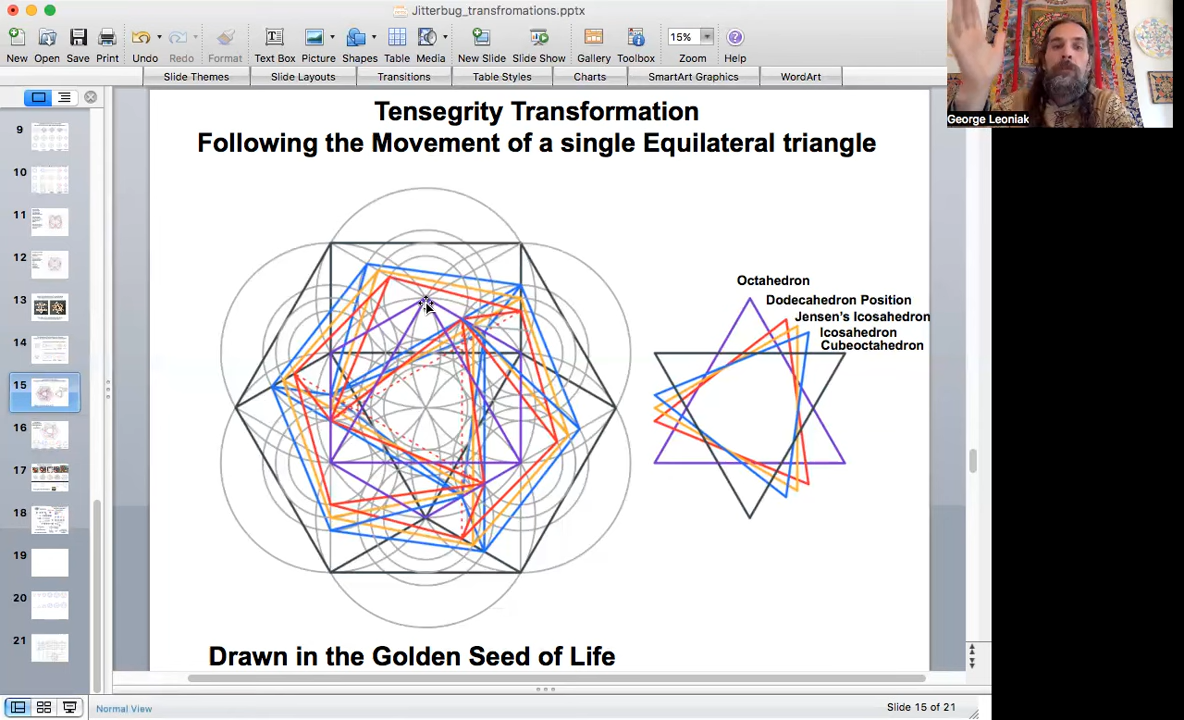 Jitterbug_transfromations.pptx
New Open Save Print Undo Redo Format Text Box Picture Shapes Table Media New Slide Slide Show Gallery Toolbox Zoom Help
15%
Slide Themes Slide Layouts Transitions Table Styles Charts SmartArt Graphics WordArt
George Leoniak
9
10
11
12
13
14
15
16
17
18
19
20
21
Tensegrity Transformation
Following the Movement of a single Equilateral triangle
Octahedron
Dodecahedron Position
Jensen's Icosahedron
Icosahedron
Cubeoctahedron
Drawn in the Golden Seed of Life
Normal View
Slide 15 of 21